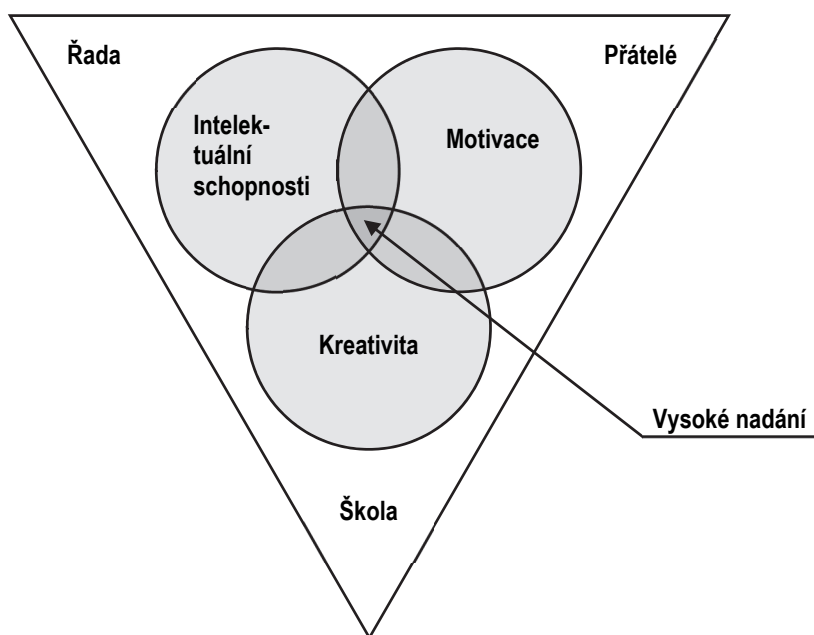 Řada
Přátelé
Intelek-
tuální
schopnosti
Motivace
Kreativita
Vysoké nadání
Škola